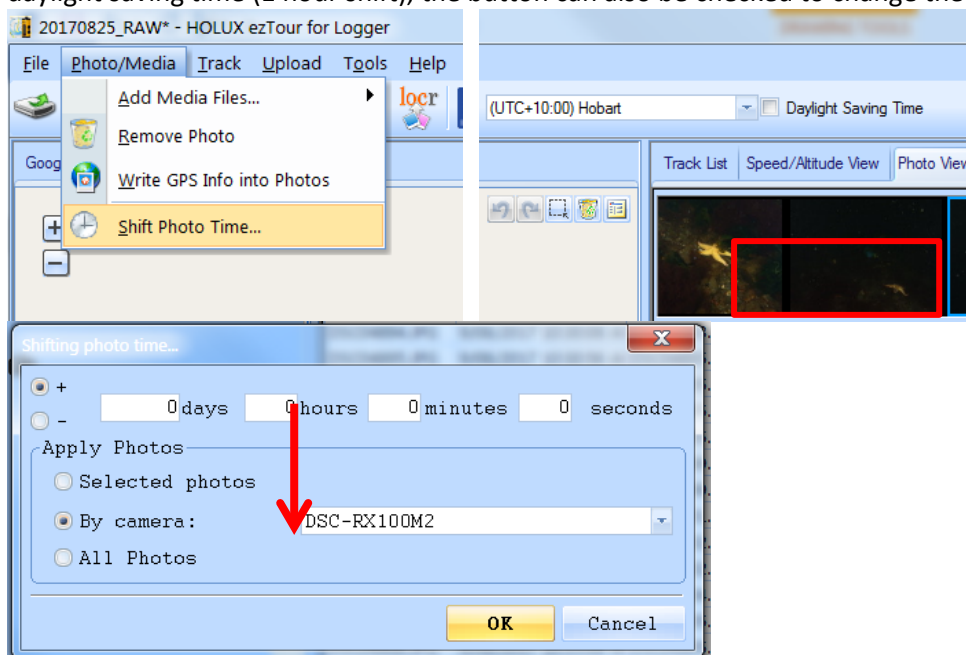 daylight saving time (1 hour shift), the button can also be checked to change the
20170825_RAW* - HOLUX ezTour for Logger
File Photo/Media Track Upload Tools Help
Add Media Files...
locr
Remove Photo
Write GPS Info into Photos
Shift Photo Time...
Goog
(UTC+10:00) Hobart Daylight Saving Time
Track List Speed/Altitude View Photo View
Shifting photo time...
+
-
0 days 0 hours 0 minutes 0 seconds
Apply Photos
Selected photos
By camera: DSC-RX100M2
All Photos
OK Cancel